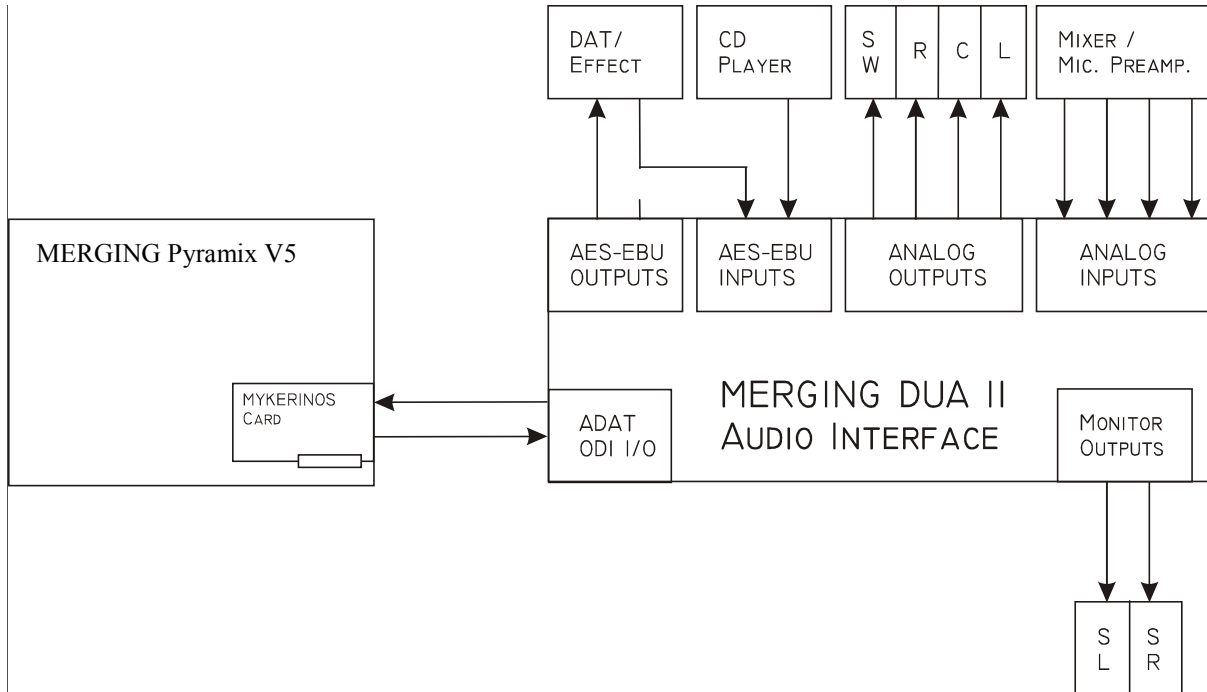 DAT/
EFFECT
CD
PLAYER
S
W
R
C
L
MIXER /
MIC. PREAMP.
MERGING Pyramix V5
AES-EBU
OUTPUTS
AES-EBU
INPUTS
ANALOG
OUTPUTS
ANALOG
INPUTS
MYKERINOS
CARD
ADAT
ODI I/O
MERGING DUA II
AUDIO INTERFACE
MONITOR
OUTPUTS
S
L
S
R